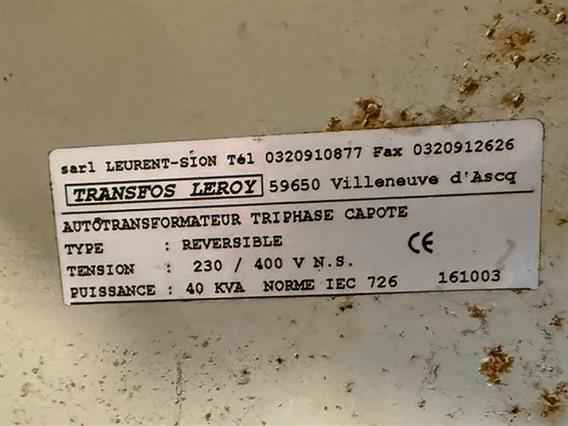 sarl LEURENT-SION Tél 0320910877 Fax 0320912626
TRANSFOS LEROY 59650 Villeneuve d'Ascq
AUTOTRANSFORMATEUR TRIPHASE CAPOTE
TYPE : REVERSIBLE CE
TENSION : 230 / 400 V N.S.
PUISSANCE : 40 KVA NORME IEC 726 161003